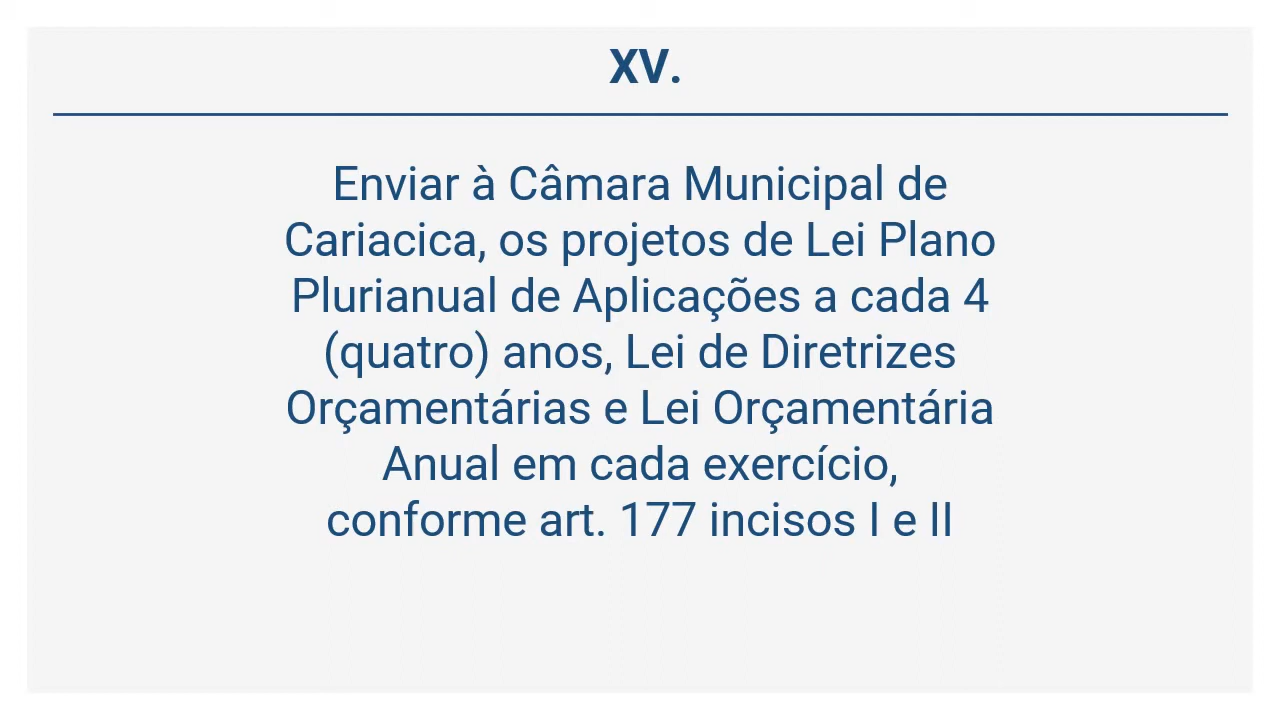 XV.
Enviar à Câmara Municipal de
Cariacica, os projetos de Lei Plano
Plurianual de Aplicações a cada 4
(quatro) anos, Lei de Diretrizes
Orçamentárias e Lei Orçamentária
Anual em cada exercício,
conforme art. 177 incisos I e II